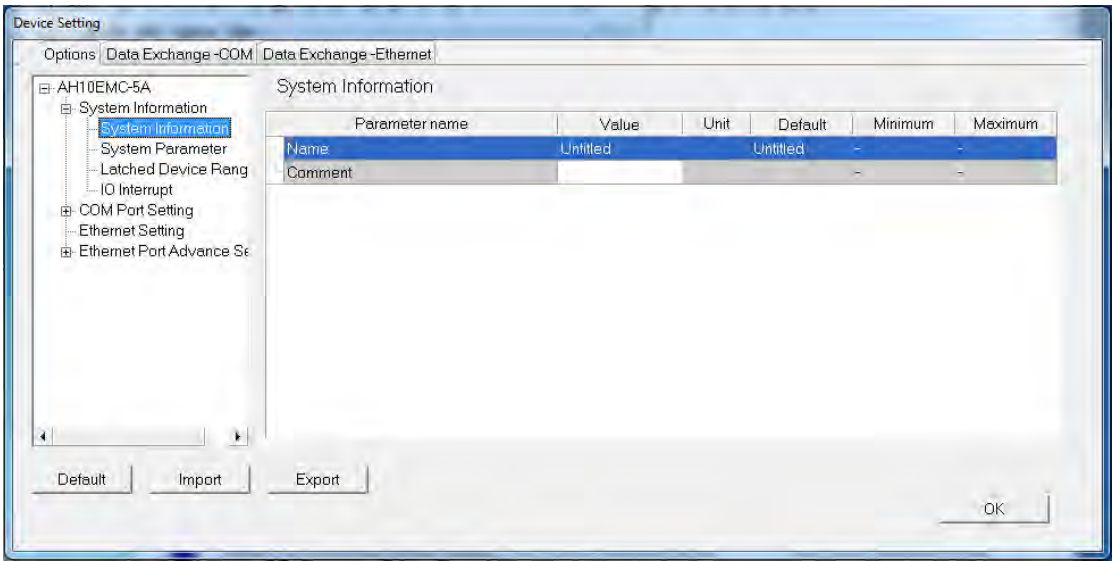 Device Setting
Options Data Exchange -COM Data Exchange -Ethernet
AH10EMC-5A
System Information
System Information
System Parameter
Latched Device Rang
IO Interrupt
COM Port Setting
Ethernet Setting
Ethernet Port Advance Se
System Information
Parameter name Value Unit Default Minimum Maximum
Name Untitled Untitled - -
Comment - -
Default Import Export
OK